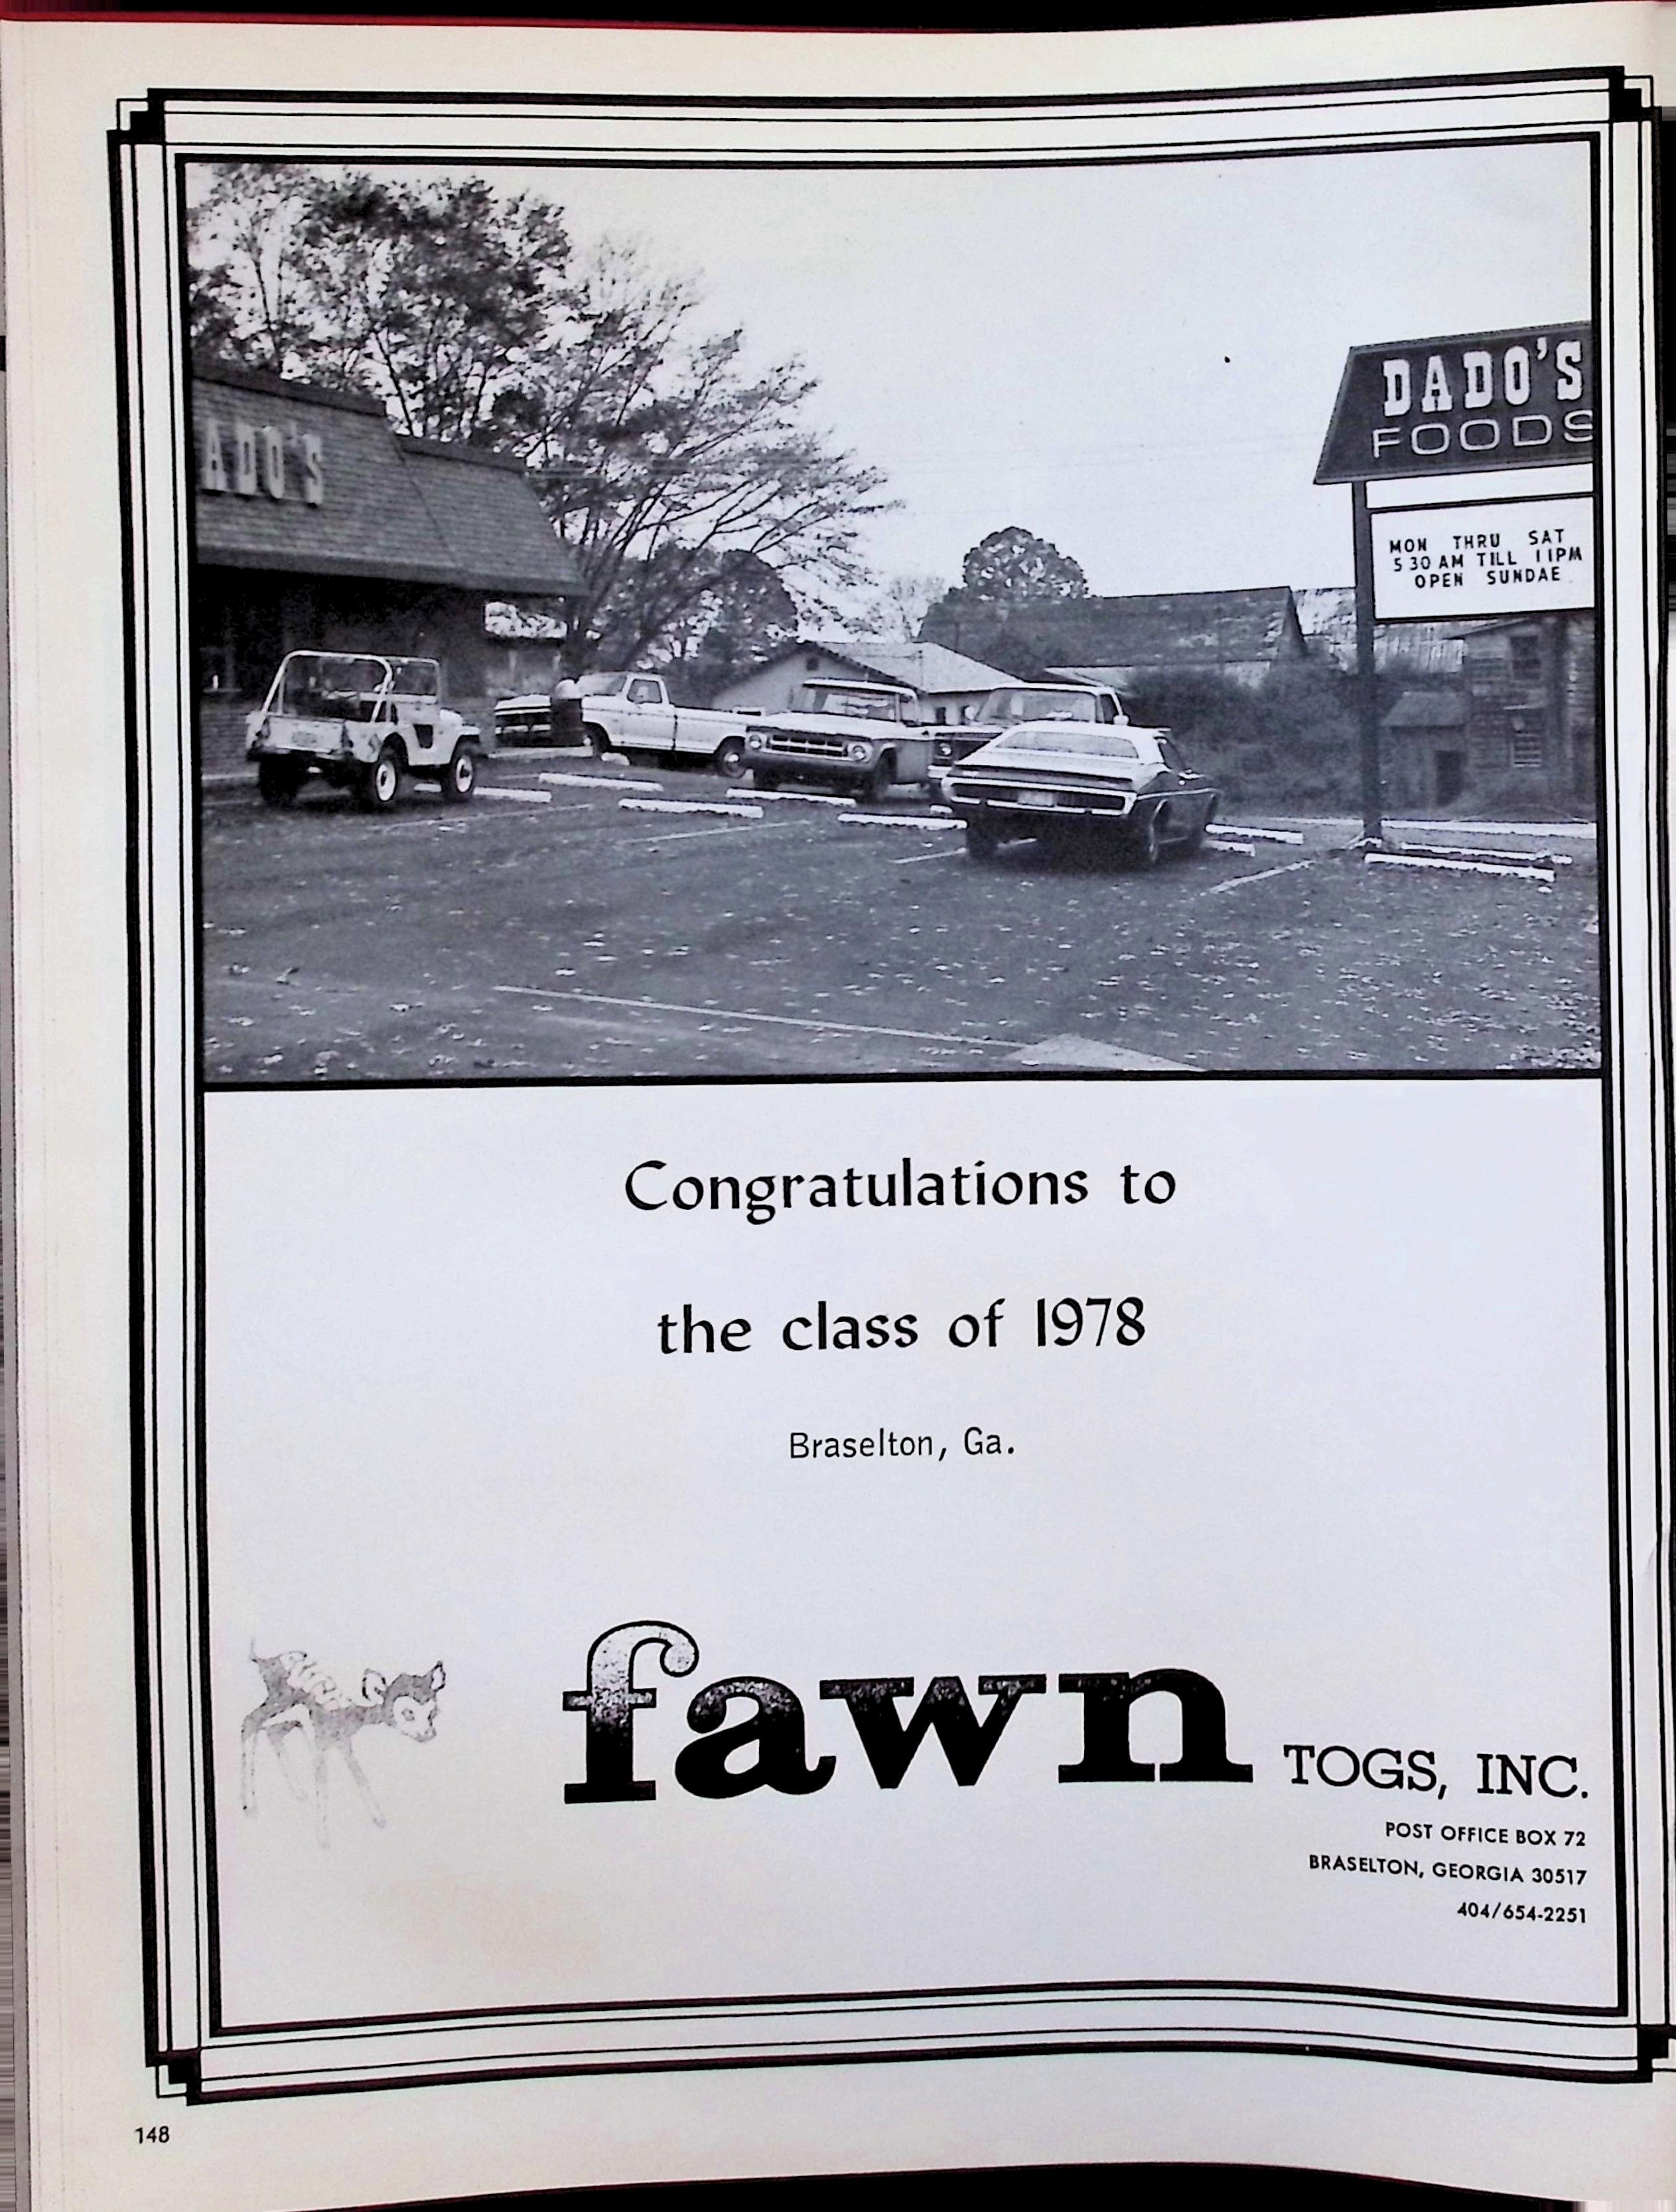 ADO'S
DADO'S
FOODS
MON THRU SAT
5 30 AM TILL 11PM
OPEN SUNDAE
Congratulations to
the class of 1978
Braselton, Ga.
fawn TOGS, INC.
POST OFFICE BOX 72
BRASELTON, GEORGIA 30517
404/654-2251
148